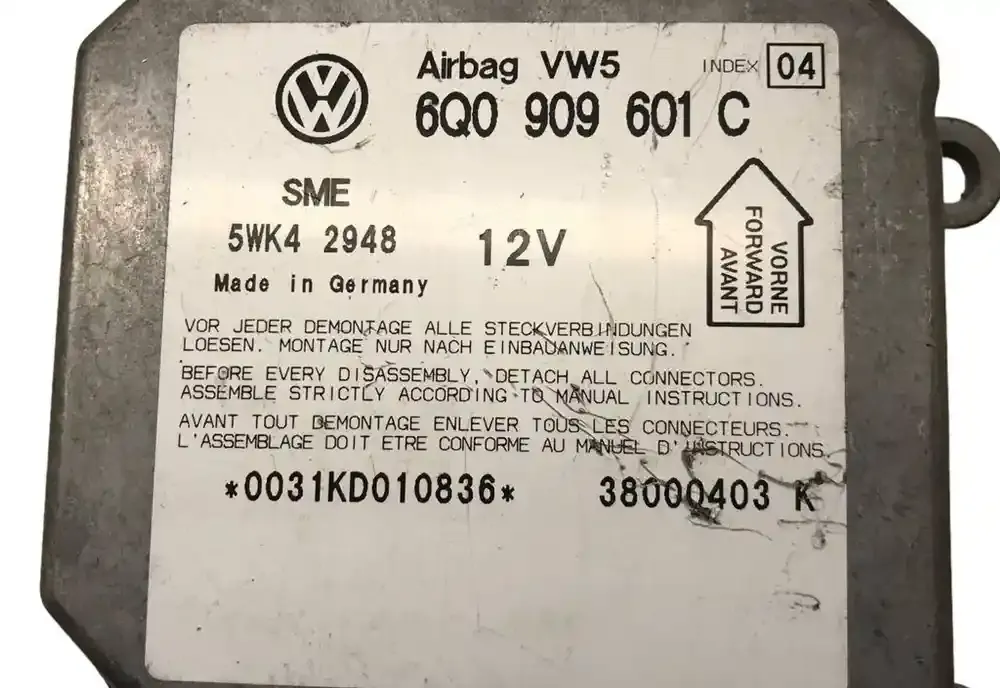 Airbag VW5 INDEX 04
6Q0 909 601 C
SME
5WK4 2948 12V
Made in Germany
VORNE
FORWARD
AVANT
VOR JEDER DEMONTAGE ALLE STECKVERBINDUNGEN
LOESEN. MONTAGE NUR NACH EINBAUANWEISUNG.
BEFORE EVERY DISASSEMBLY, DETACH ALL CONNECTORS.
ASSEMBLE STRICTLY ACCORDING TO MANUAL INSTRUCTIONS.
AVANT TOUT DEMONTAGE ENLEVER TOUS LES CONNECTEURS.
L'ASSEMBLAGE DOIT ETRE CONFORME AU MANUEL D'INSTRUCTIONS
*0031KD010836* 38000403 K